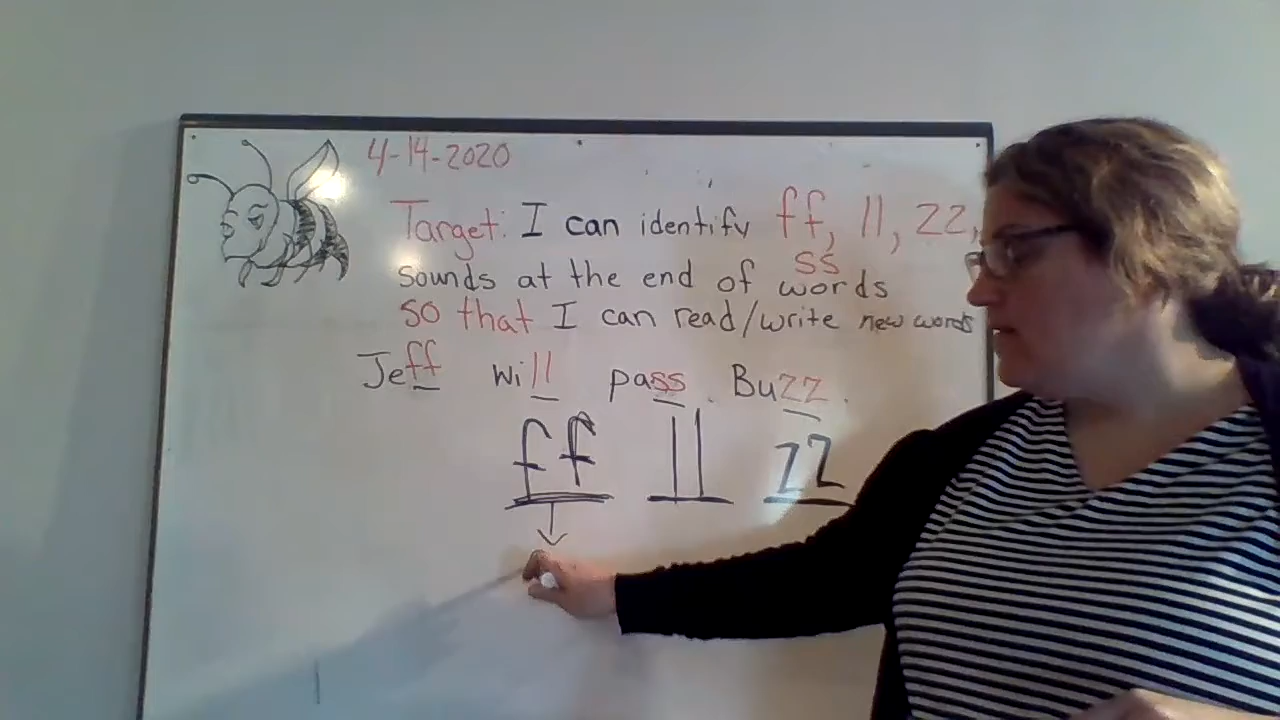 4-14-2020
Target: I can identify ff, ll, zz,
ss
sounds at the end of words
so that I can read/write new words
Jeff will pass Buzz.
ff ll zz